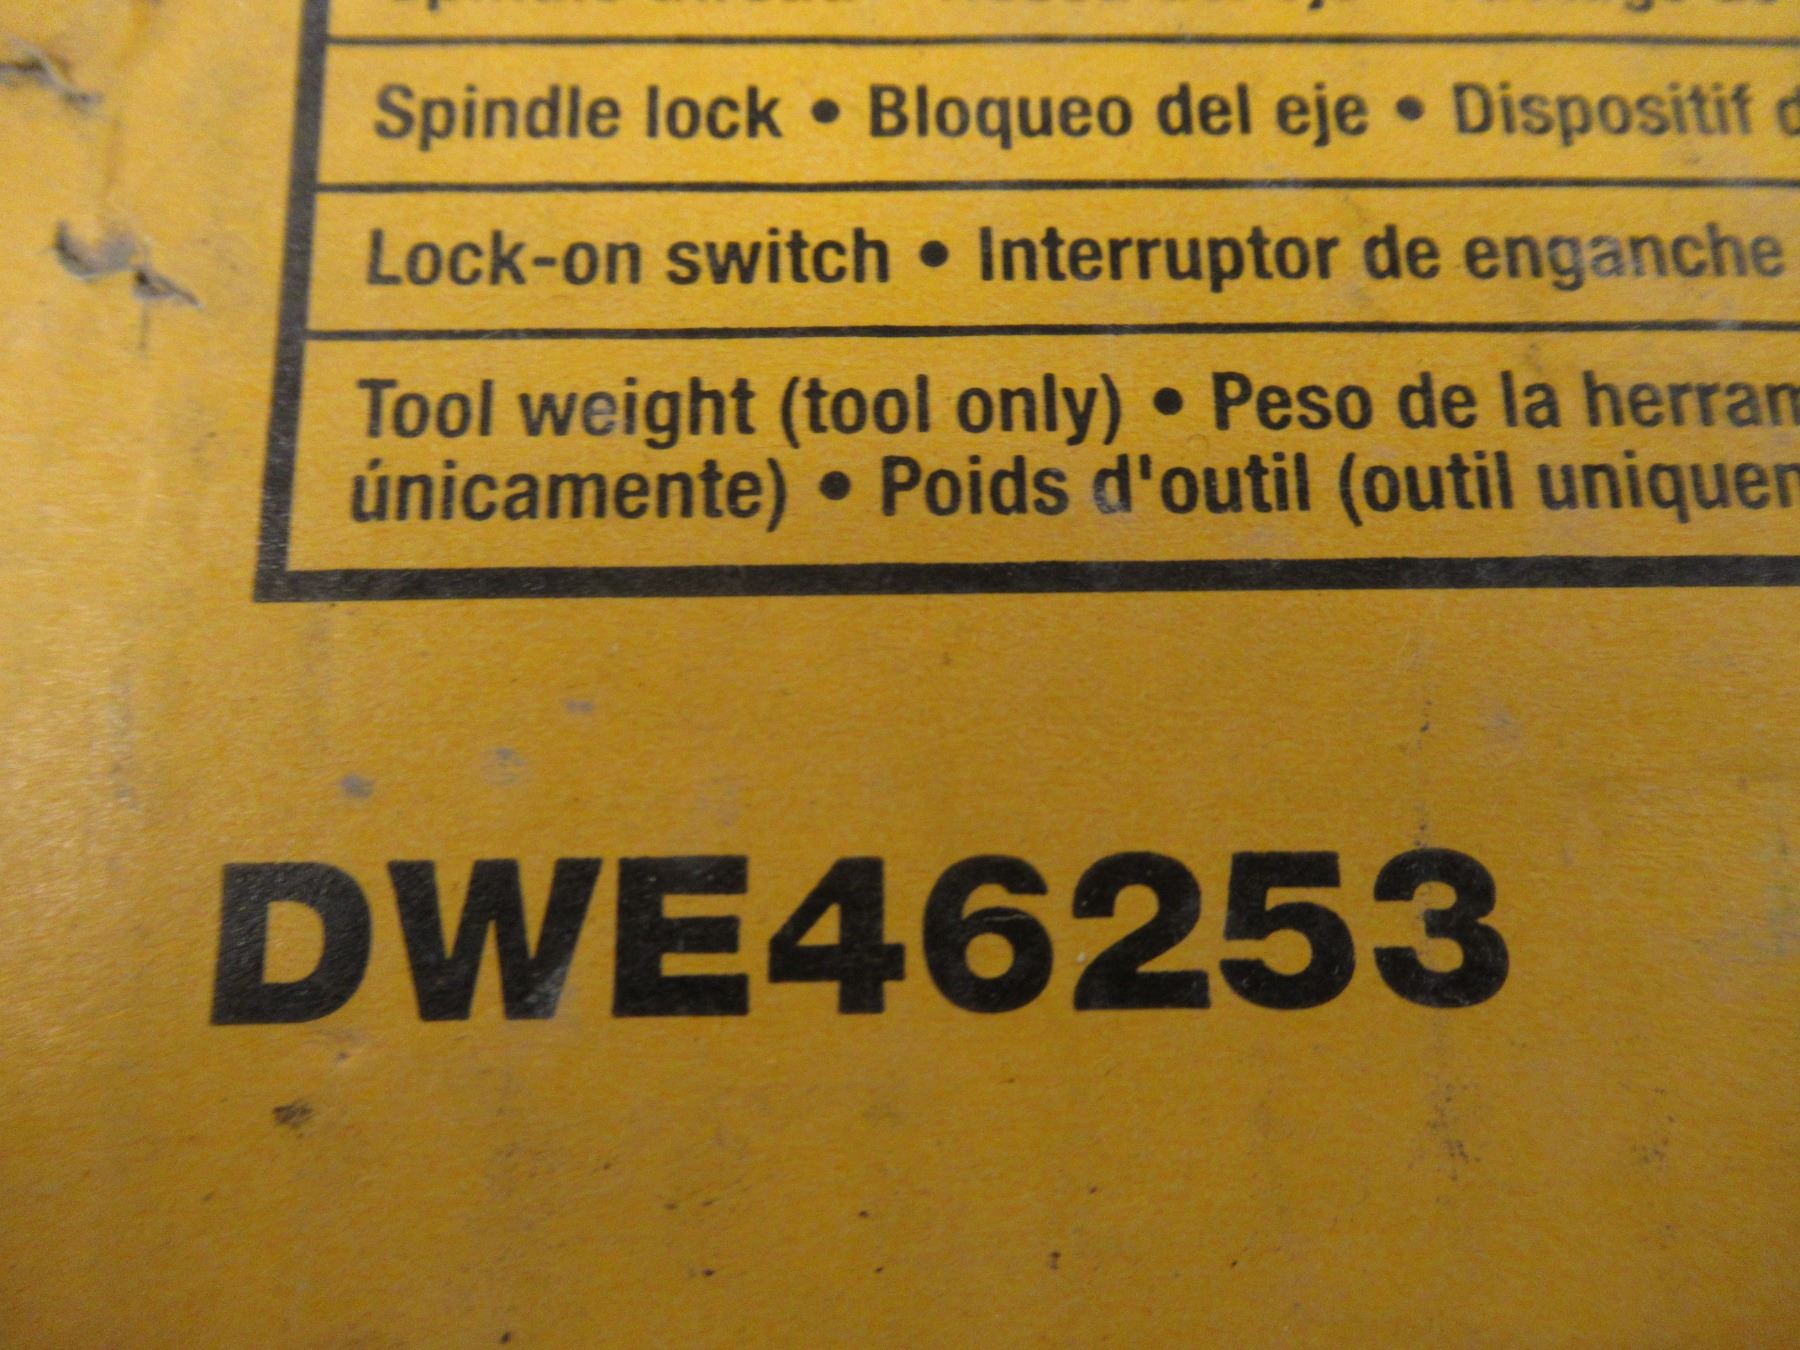 Spindle lock • Bloqueo del eje • Dispositif
Lock-on switch • Interruptor de enganche
Tool weight (tool only) • Peso de la
únicamente) • Poids d'outil (outil
DWE46253